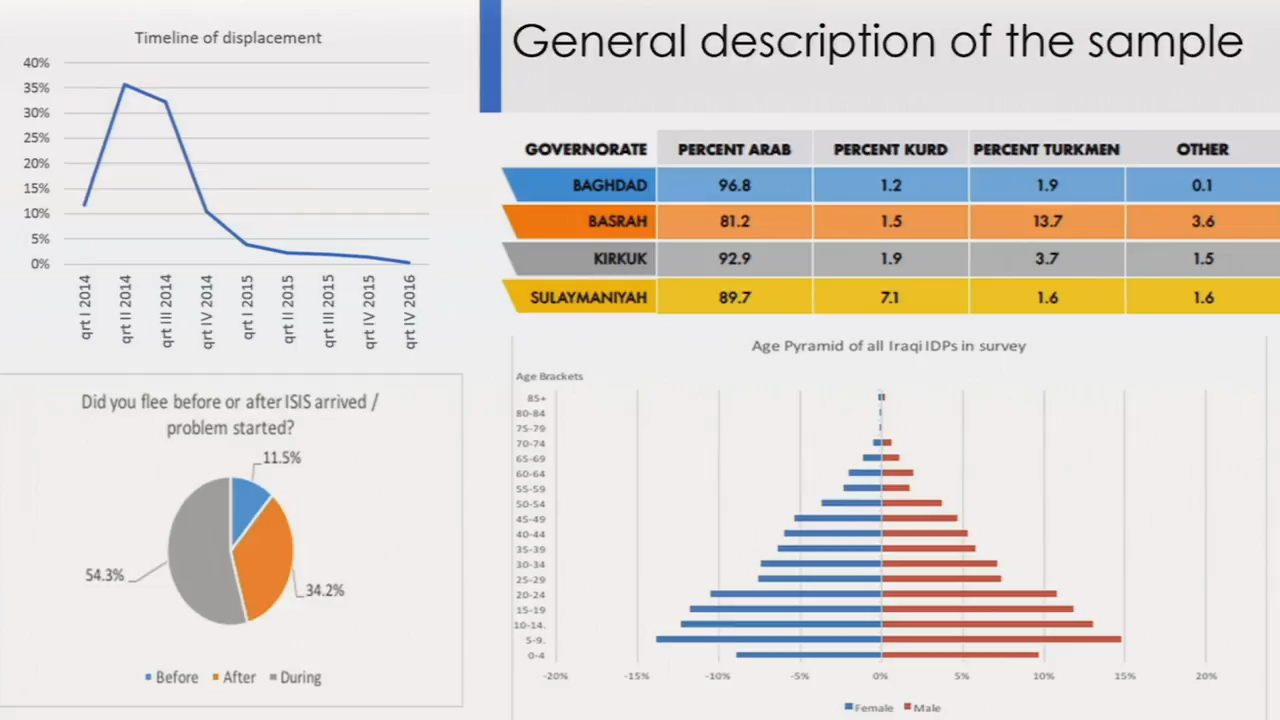 General description of the sample
Timeline of displacement
40%
35%
30%
25%
20%
15%
10%
5%
0%
qrt I 2014
qrt II 2014
qrt III 2014
qrt IV 2014
qrt I 2015
qrt II 2015
qrt III 2015
qrt IV 2015
qrt IV 2016
GOVERNORATE PERCENT ARAB PERCENT KURD PERCENT TURKMEN OTHER
BAGHDAD 96.8 1.2 1.9 0.1
BASRAH 81.2 1.5 13.7 3.6
KIRKUK 92.9 1.9 3.7 1.5
SULAYMANIYAH 89.7 7.1 1.6 1.6
Did you flee before or after ISIS arrived /
problem started?
11.5%
54.3%
34.2%
Before After During
Age Pyramid of all Iraqi IDPs in survey
Age Brackets
85+
80-84
75-79
70-74
65-69
60-64
55-59
50-54
45-49
40-44
35-39
30-34
25-29
20-24
15-19
10-14.
5-9.
0-4
-20% -15% -10% -5% 0% 5% 10% 15% 20%
Female Male